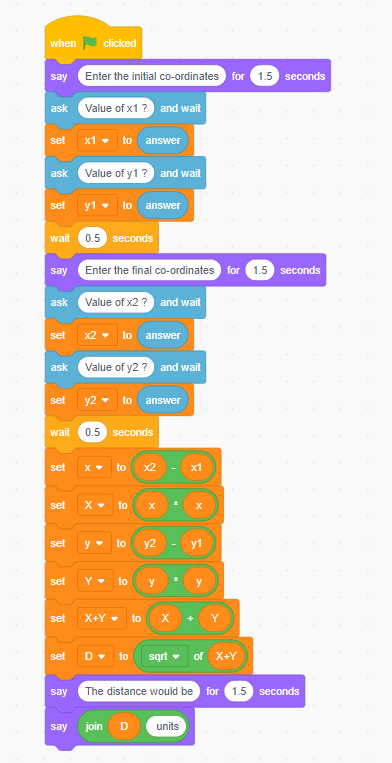 when clicked
say Enter the initial co-ordinates for 1.5 seconds
ask Value of x1 ? and wait
set x1 to answer
ask Value of y1 ? and wait
set y1 to answer
wait 0.5 seconds
say Enter the final co-ordinates for 1.5 seconds
ask Value of x2 ? and wait
set x2 to answer
ask Value of y2 ? and wait
set y2 to answer
wait 0.5 seconds
set x to x2 - x1
set X to x * x
set y to y2 - y1
set Y to y * y
set X+Y to X + Y
set D to sqrt of X+Y
say The distance would be for 1.5 seconds
say join D units